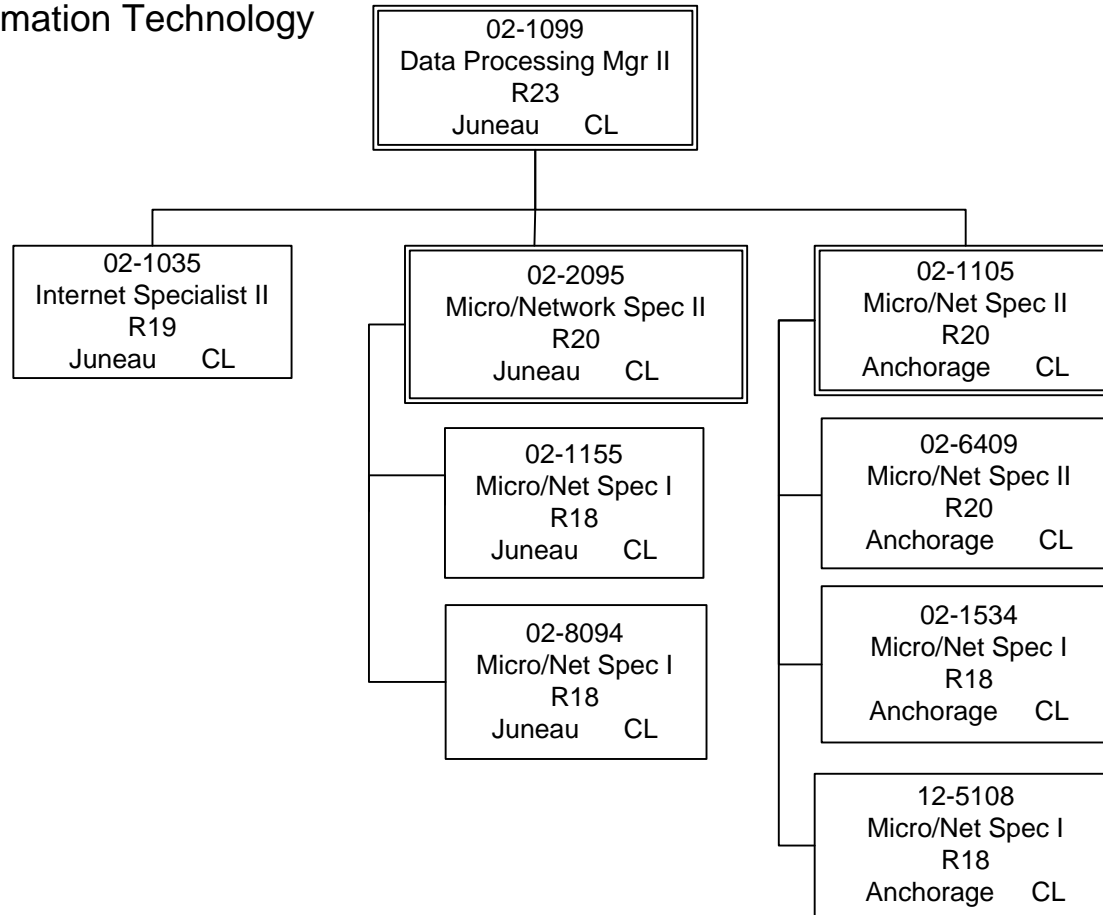 mation Technology
02-1099
Data Processing Mgr II
R23
Juneau CL
02-1035
Internet Specialist II
R19
Juneau CL
02-2095
Micro/Network Spec II
R20
Juneau CL
02-1105
Micro/Net Spec II
R20
Anchorage CL
02-1155
Micro/Net Spec I
R18
Juneau CL
02-6409
Micro/Net Spec II
R20
Anchorage CL
02-8094
Micro/Net Spec I
R18
Juneau CL
02-1534
Micro/Net Spec I
R18
Anchorage CL
12-5108
Micro/Net Spec I
R18
Anchorage CL